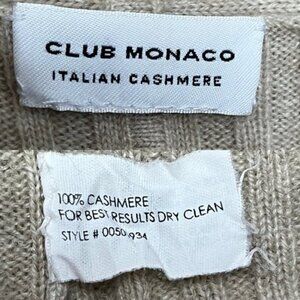 CLUB MONACO
ITALIAN CASHMERE
100% CASHMERE
FOR BEST RESULTS DRY CLEAN
STYLE #